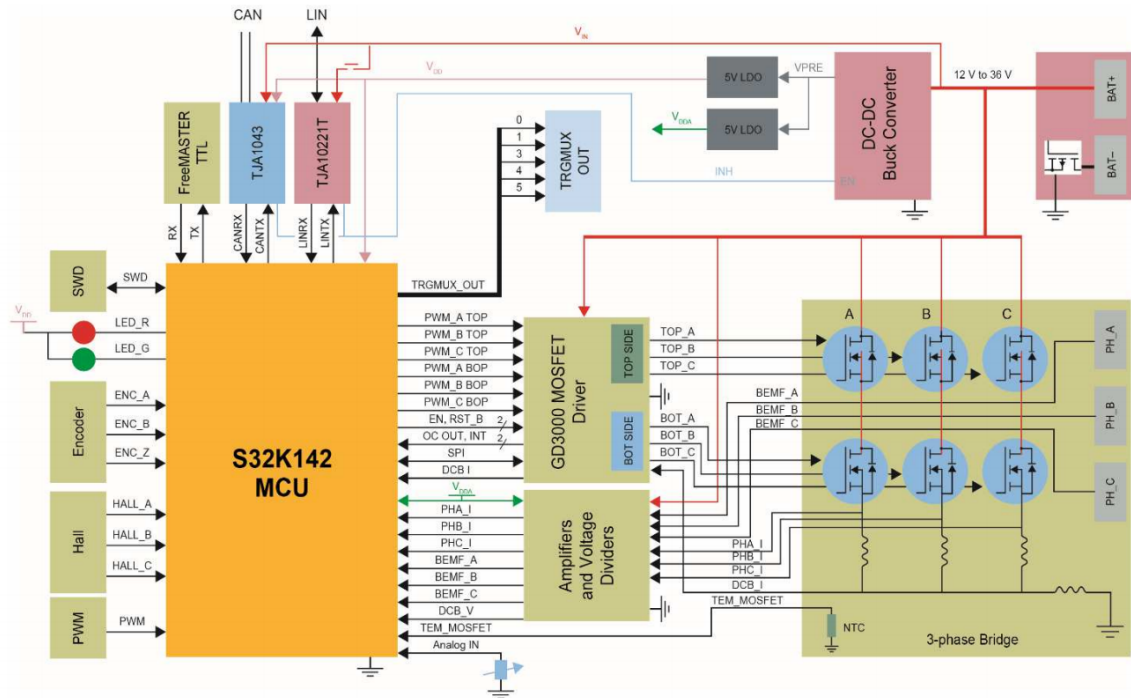 CAN
LIN
V_IN
V_DD
FreeMASTER
TTL
TJA1043
TJA10221T
0
1
3
4
5
TRGMUX
OUT
5V LDO
VPRE
V_DDA
5V LDO
INH
EN
DC-DC
Buck Converter
12 V to 36 V
BAT+
BAT–
RX
TX
CANRX
CANTX
LINRX
LINTX
SWD
SWD
V_DD
LED_R
LED_G
Encoder
ENC_A
ENC_B
ENC_Z
Hall
HALL_A
HALL_B
HALL_C
PWM
PWM
S32K142
MCU
TRGMUX_OUT
PWM_A TOP
PWM_B TOP
PWM_C TOP
PWM_A BOP
PWM_B BOP
PWM_C BOP
EN, RST_B
2
OC OUT, INT
2
SPI
DCB I
V_DDA
PHA_I
PHB_I
PHC_I
BEMF_A
BEMF_B
BEMF_C
DCB_V
TEM_MOSFET
Analog IN
GD3000 MOSFET
Driver
TOP SIDE
BOT SIDE
Amplifiers
and Voltage
Dividers
TOP_A
TOP_B
TOP_C
BEMF_A
BEMF_B
BEMF_C
BOT_A
BOT_B
BOT_C
PHA_I
PHB_I
PHC_I
DCB_I
TEM_MOSFET
A
B
C
PH_A
PH_B
PH_C
NTC
3-phase Bridge